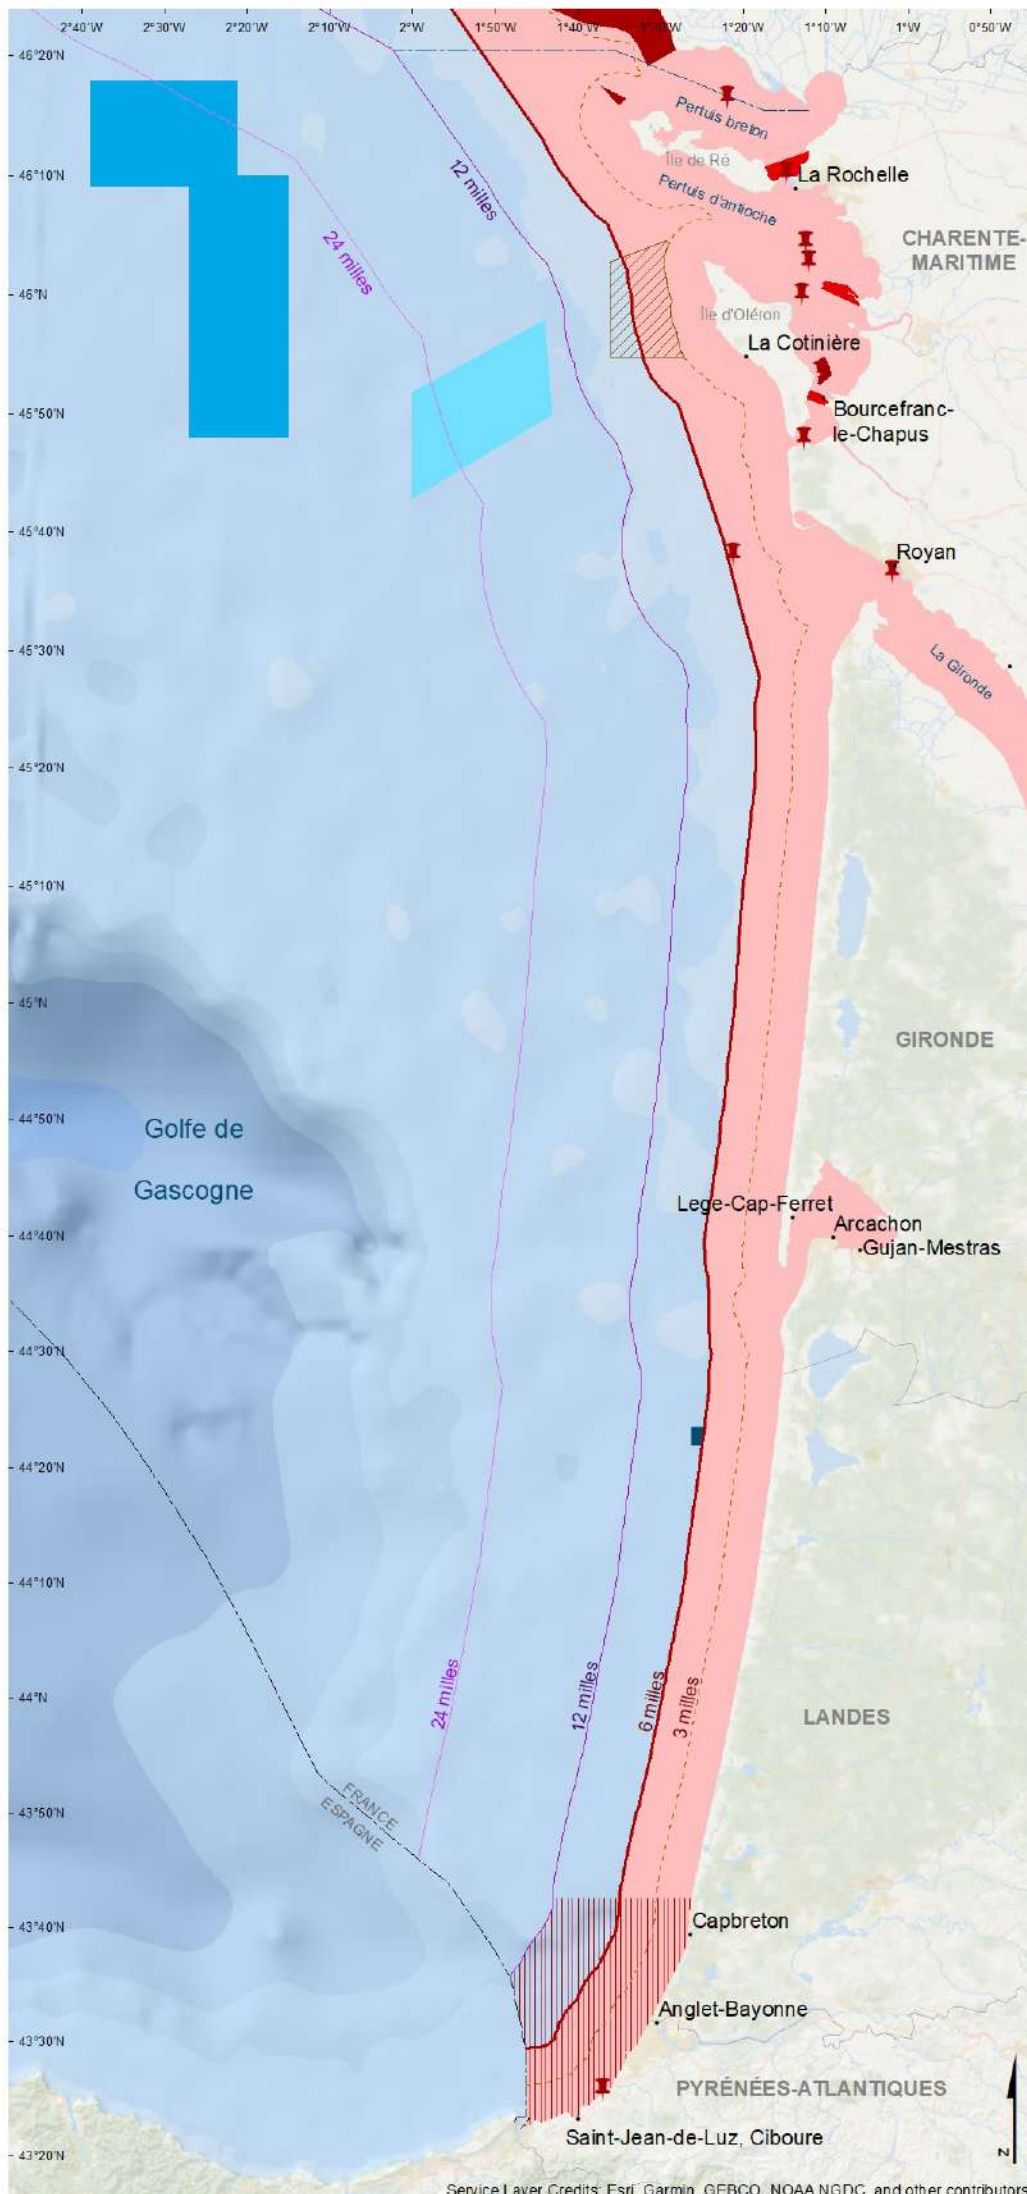 2°40'W 2°30'W 2°20'W 2°10'W 2°0'W 1°50'W 1°40'W 1°30'W 1°20'W 1°10'W 1°0'W 0°50'W
46°20'N
Pertuis breton
Île de Ré
46°10'N
La Rochelle
12 milles
Pertuis d'antioche
24 milles
CHARENTE-
MARITIME
46°N
Île d'Oléron
La Cotinière
45°50'N
Bourcefranc-
le-Chapus
45°40'N
Royan
45°30'N
La Gironde
45°20'N
45°10'N
45°N
GIRONDE
44°50'N
Golfe de
Gascogne
Lege-Cap-Ferret
Arcachon
44°40'N
Gujan-Mestras
44°30'N
44°20'N
44°10'N
44°N
24 milles
12 milles
6 milles
3 milles
LANDES
43°50'N
FRANCE
ESPAGNE
43°40'N
Capbreton
Anglet-Bayonne
43°30'N
PYRÉNÉES-ATLANTIQUES
Saint-Jean-de-Luz, Ciboure
43°20'N
N
Service Layer Credits: Esri, Garmin, GEBCO, NOAA NGDC, and other contributors